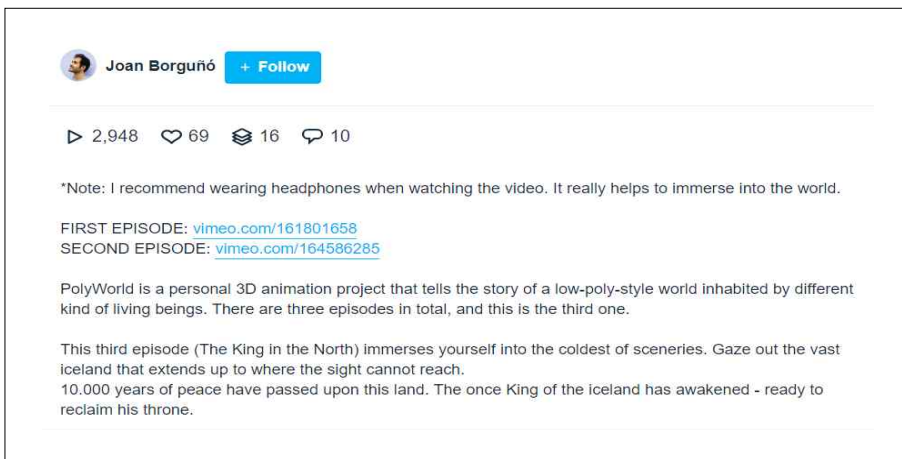 Joan Borguñó + Follow
2,948 69 16 10
*Note: I recommend wearing headphones when watching the video. It really helps to immerse into the world.
FIRST EPISODE: vimeo.com/161801658
SECOND EPISODE: vimeo.com/164586285
PolyWorld is a personal 3D animation project that tells the story of a low-poly-style world inhabited by different
kind of living beings. There are three episodes in total, and this is the third one.
This third episode (The King in the North) immerses yourself into the coldest of sceneries. Gaze out the vast
iceland that extends up to where the sight cannot reach.
10.000 years of peace have passed upon this land. The once King of the iceland has awakened - ready to
reclaim his throne.